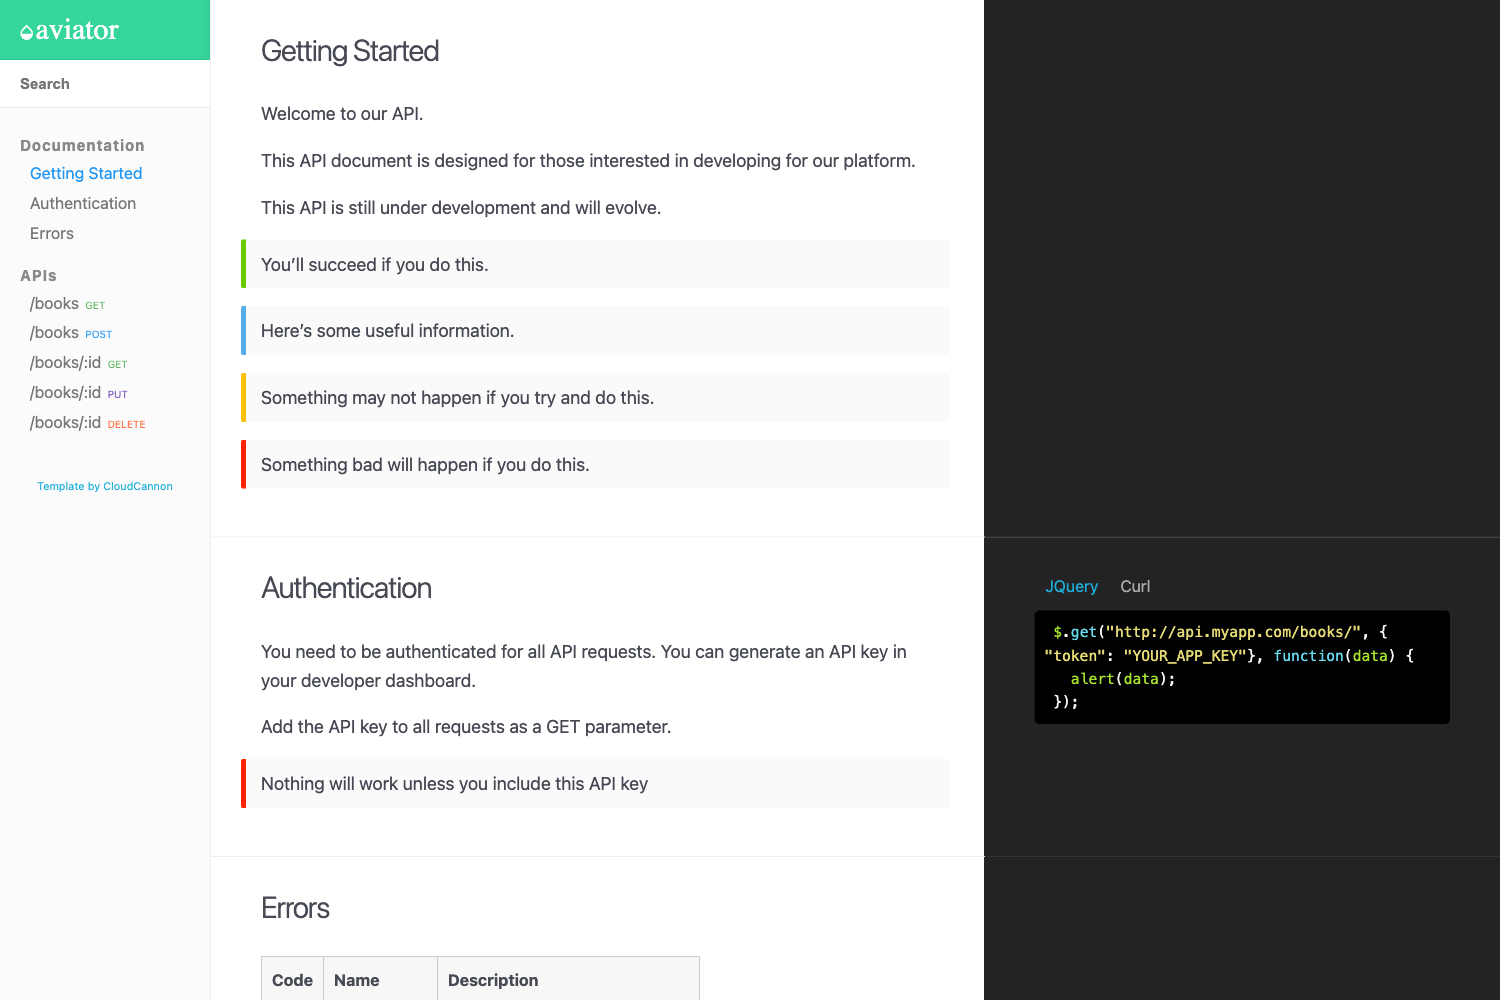 aviator
Search
Documentation
Getting Started
Authentication
Errors
APIs
/books GET
/books POST
/books/:id GET
/books/:id PUT
/books/:id DELETE
Template by CloudCannon
Getting Started
Welcome to our API.
This API document is designed for those interested in developing for our platform.
This API is still under development and will evolve.
You’ll succeed if you do this.
Here’s some useful information.
Something may not happen if you try and do this.
Something bad will happen if you do this.
Authentication
You need to be authenticated for all API requests. You can generate an API key in
your developer dashboard.
Add the API key to all requests as a GET parameter.
Nothing will work unless you include this API key
JQuery Curl
$.get("http://api.myapp.com/books/", {
"token": "YOUR_APP_KEY"}, function(data) {
alert(data);
});
Errors
Code Name Description